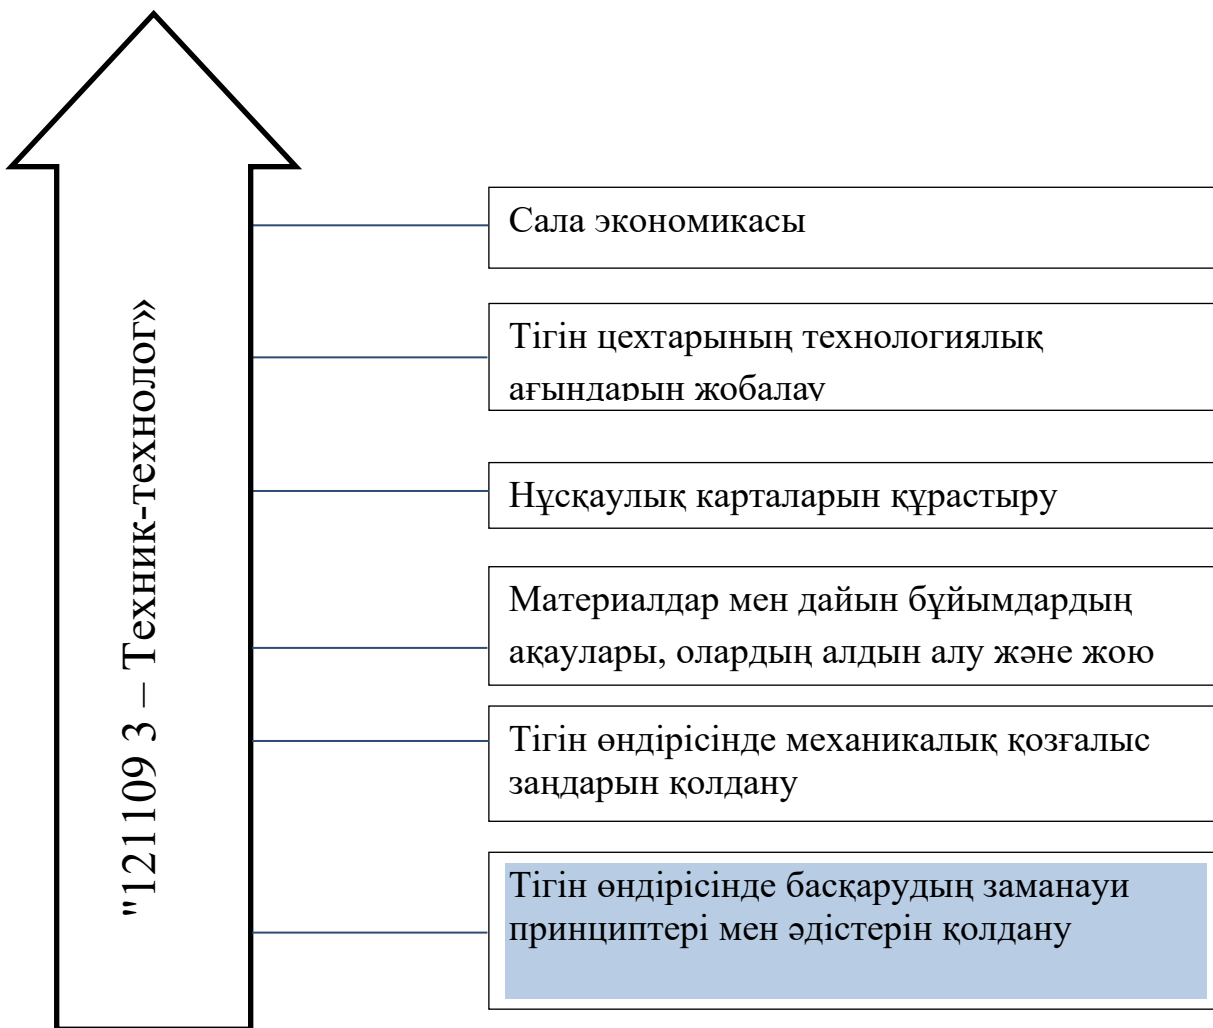 "121109 3 – Техник-технолог»
Сала экономикасы
Тігін цехтарының технологиялық
ағындарын жобалау
Нұсқаулық карталарын құрастыру
Материалдар мен дайын бұйымдардың
ақаулары, олардың алдын алу және жою
Тігін өндірісінде механикалық қозғалыс
заңдарын қолдану
Тігін өндірісінде басқарудың заманауи
принциптері мен әдістерін қолдану